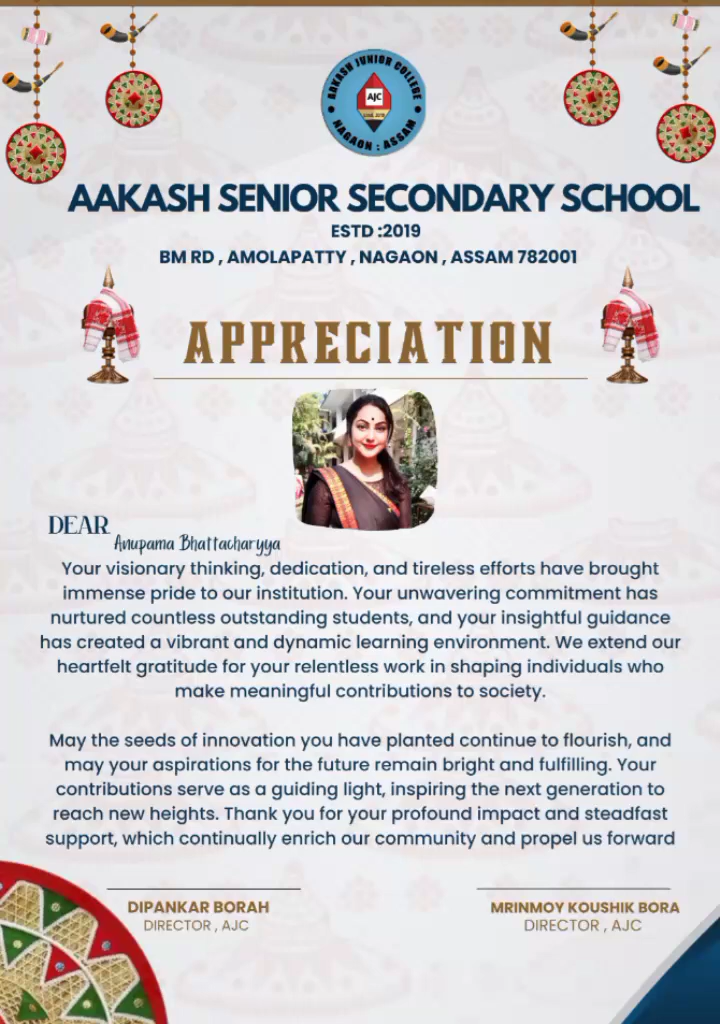 AAKASH JUNIOR COLLEGE
AJC
NAGAON : ASSAM
AAKASH SENIOR SECONDARY SCHOOL
ESTD :2019
BM RD , AMOLAPATTY , NAGAON , ASSAM 782001
APPRECIATION
DEAR
Anupama Bhattacharyya
Your visionary thinking, dedication, and tireless efforts have brought
immense pride to our institution. Your unwavering commitment has
nurtured countless outstanding students, and your insightful guidance
has created a vibrant and dynamic learning environment. We extend our
heartfelt gratitude for your relentless work in shaping individuals who
make meaningful contributions to society.
May the seeds of innovation you have planted continue to flourish, and
may your aspirations for the future remain bright and fulfilling. Your
contributions serve as a guiding light, inspiring the next generation to
reach new heights. Thank you for your profound impact and steadfast
support, which continually enrich our community and propel us forward
DIPANKAR BORAH
DIRECTOR , AJC
MRINMOY KOUSHIK BORA
DIRECTOR , AJC